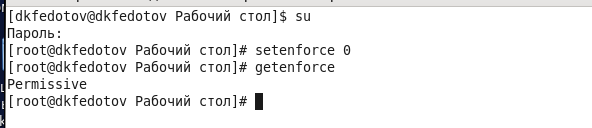 [dkfedotov@dkfedotov Рабочий стол]$ su
Пароль:
[root@dkfedotov Рабочий стол]# setenforce 0
[root@dkfedotov Рабочий стол]# getenforce
Permissive
[root@dkfedotov Рабочий стол]#